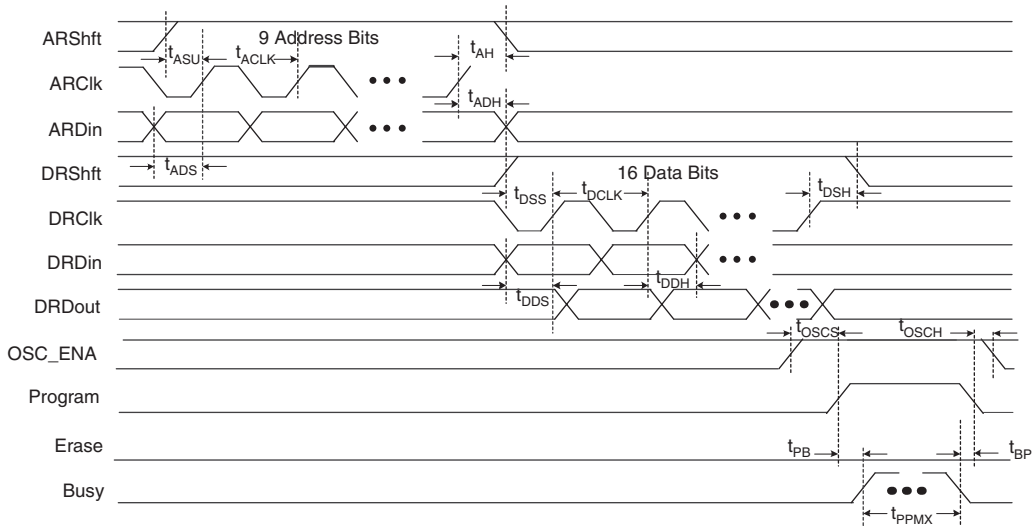 ARShft
9 Address Bits
tASU
tACLK
tAH
ARClk
tADH
ARDin
tADS
DRShft
16 Data Bits
tDSS
tDCLK
tDSH
DRClk
DRDin
tDDS
tDDH
DRDout
tOSCS
tOSCH
OSC_ENA
Program
Erase
tPB
tBP
Busy
tPPMX